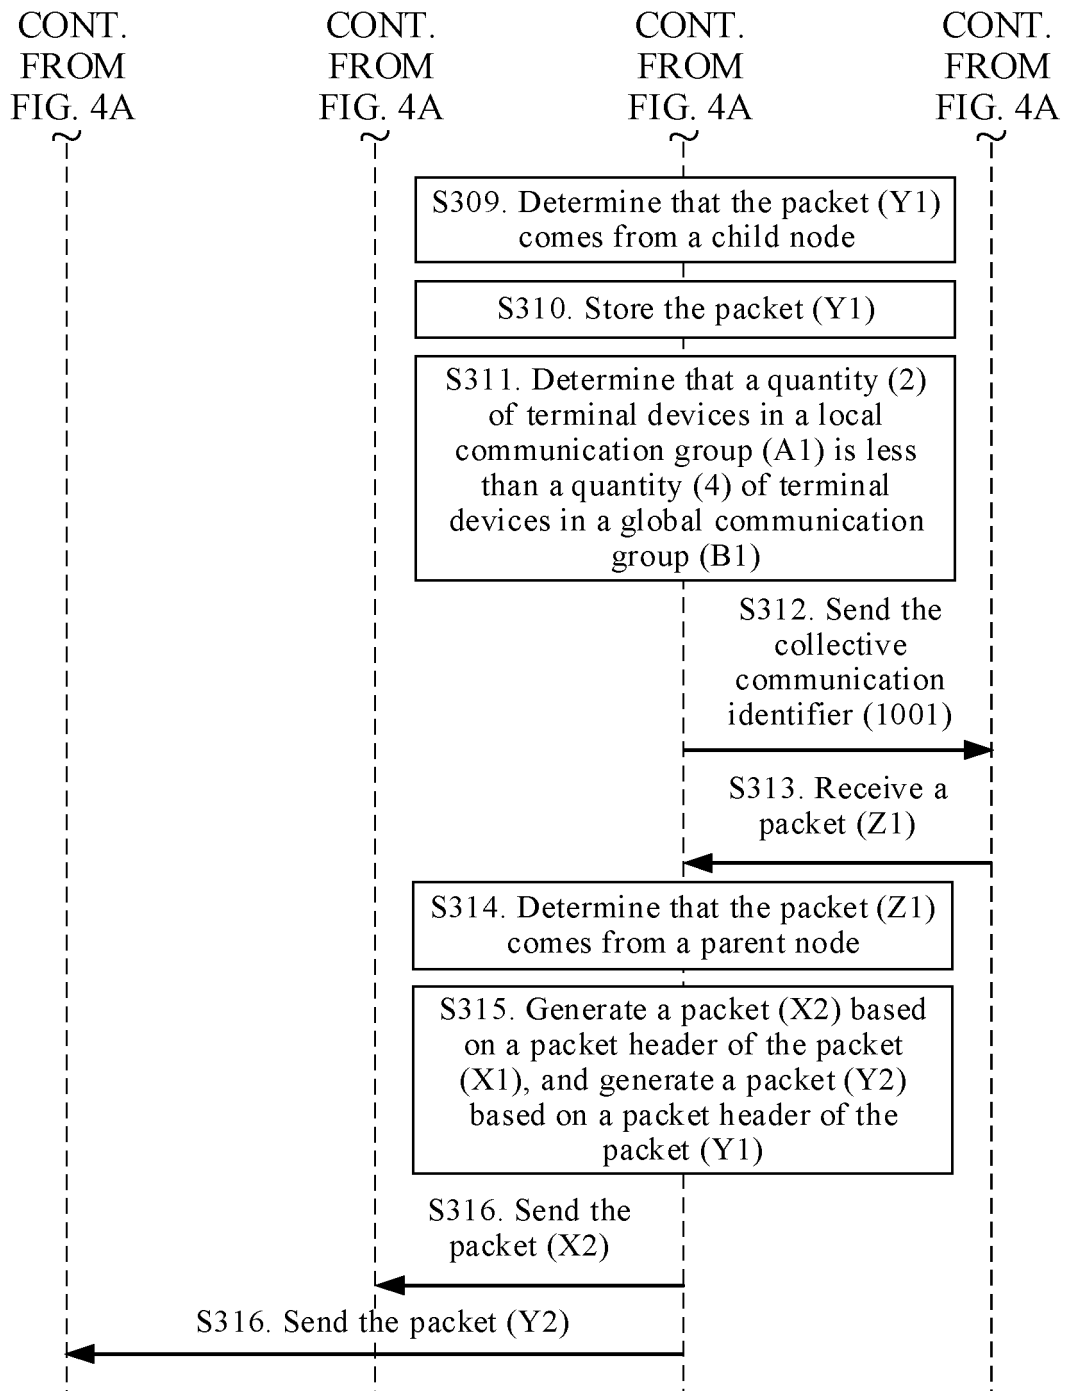 CONT. FROM FIG. 4A
CONT. FROM FIG. 4A
CONT. FROM FIG. 4A
CONT. FROM FIG. 4A
S309. Determine that the packet (Y1)
comes from a child node
S310. Store the packet (Y1)
S311. Determine that a quantity (2)
of terminal devices in a local
communication group (A1) is less
than a quantity (4) of terminal
devices in a global communication
group (B1)
S312. Send the
collective
communication
identifier (1001)
S313. Receive a
packet (Z1)
S314. Determine that the packet (Z1)
comes from a parent node
S315. Generate a packet (X2) based
on a packet header of the packet
(X1), and generate a packet (Y2)
based on a packet header of the
packet (Y1)
S316. Send the
packet (X2)
S316. Send the packet (Y2)